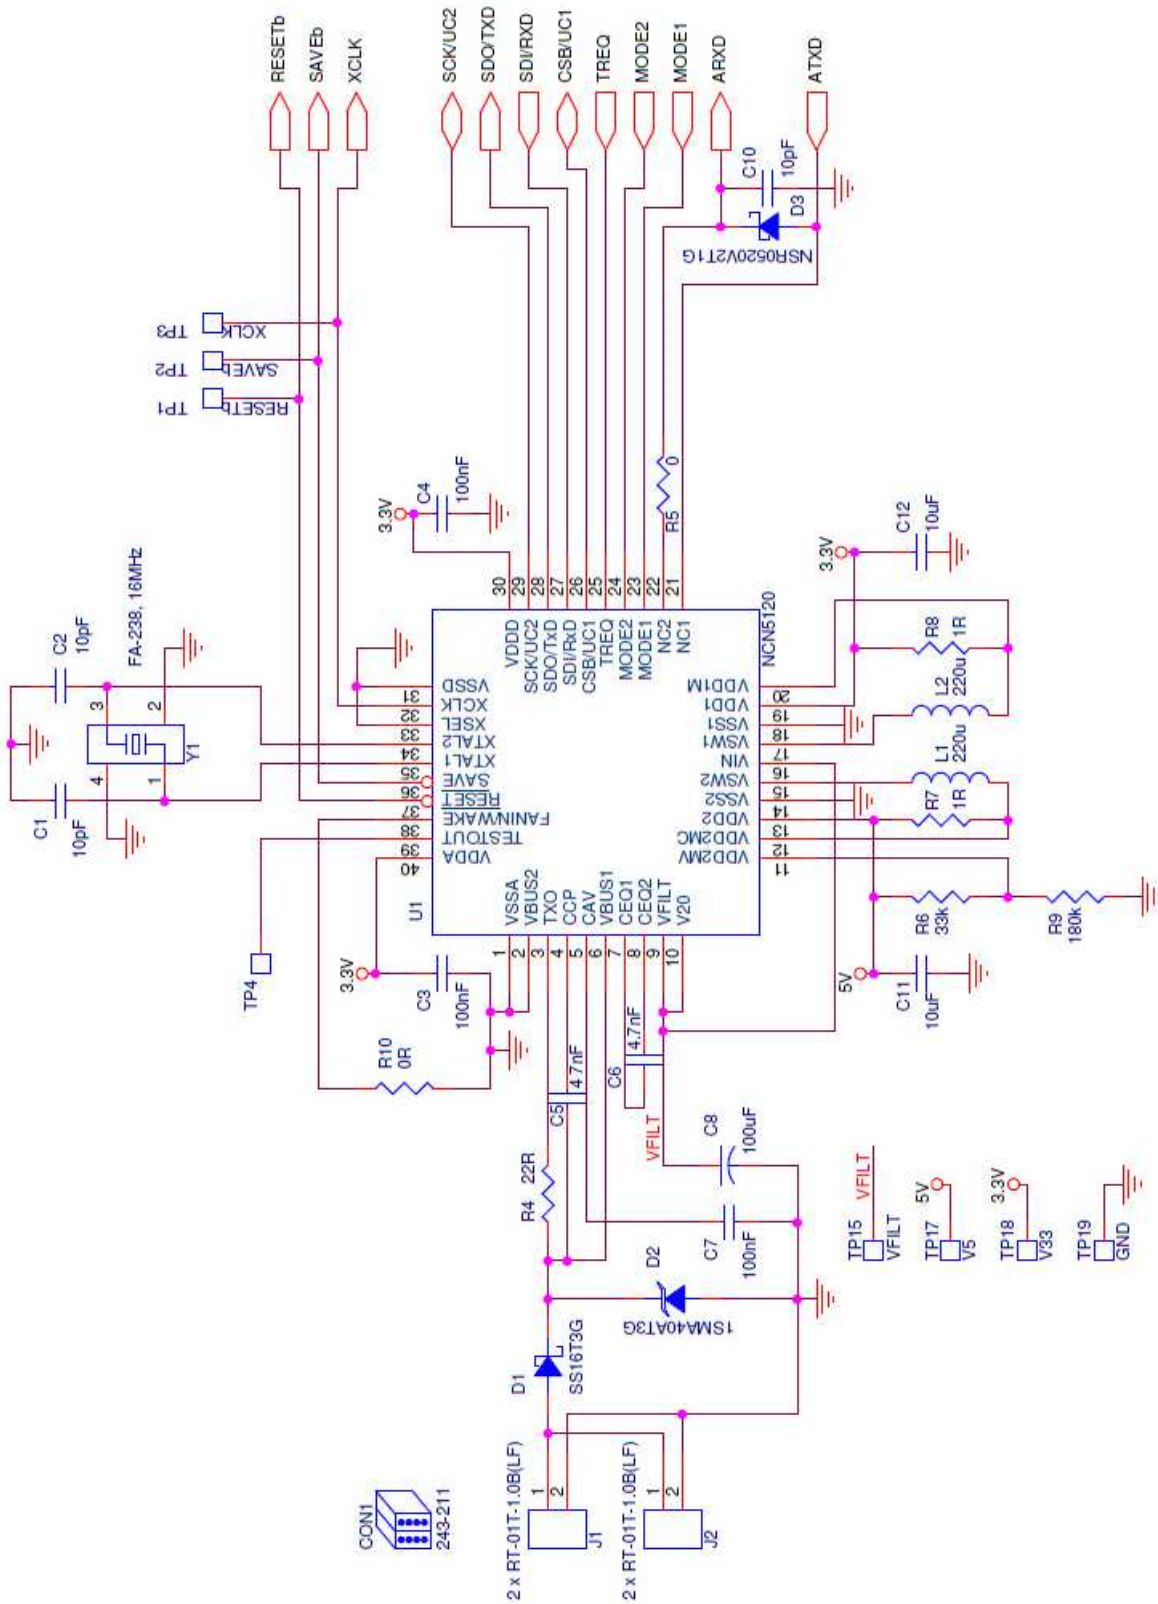 RESETb
SAVEb
XCLK
SCK/UC2
SDO/TXD
SDI/RXD
CSB/UC1
TREQ
MODE2
MODE1
ARXD
ATXD
C10
10pF
D3
NSR0520V2T1G
TP3
XCLK
TP2
SAVEb
TP1
RESETb
3.3V
C4
100nF
R5
0
3.3V
C12
10uF
C2
10pF
FA-238, 16MHz
3
2
4
1
Y1
C1
10pF
30
29
28
27
26
25
24
23
22
21
VDDD
SCK/UC2
SDO/TxD
SDI/RxD
CSB/UC1
TREQ
MODE2
MODE1
NC2
NC1
NCN5120
31
32
33
34
35
36
37
38
39
40
VSSD
XCLK
XSEL
XTAL2
XTAL1
SAVE
RESET
FANIN/WAKE
TESTOUT
VDDA
VDD1M
VDD1
VSS1
VSW1
VIN
VSW2
VSS2
VDD2
VDD2MC
VDD2MV
20
19
18
17
16
15
14
13
12
11
R8
1R
L2
220u
L1
220u
R7
1R
U1
VSSA
VBUS2
TXO
CCP
CAV
VBUS1
CEQ1
CEQ2
VFILT
V20
1
2
3
4
5
6
7
8
9
10
R6
33k
R9
180k
5V
C11
10uF
TP4
3.3V
C3
100nF
R10
0R
C5
4.7nF
C6
4.7nF
VFILT
R4
22R
C8
100uF
C7
100nF
D2
1SMA40AT3G
D1
SS16T3G
VFILT
TP15
VFILT
5V
TP17
V5
3.3V
TP18
V33
TP19
GND
CON1
243-211
2 x RT-01T-1.0B(LF)
1
2
J1
2 x RT-01T-1.0B(LF)
1
2
J2